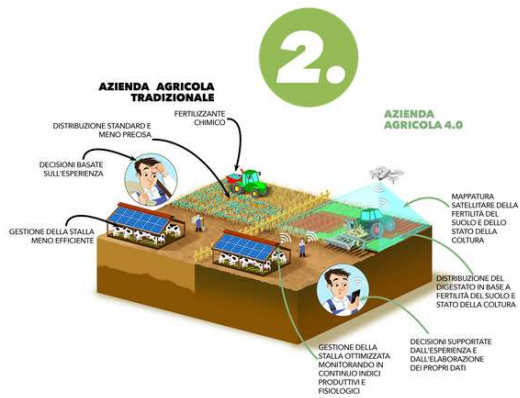 2.
AZIENDA AGRICOLA
TRADIZIONALE
FERTILIZZANTE
CHIMICO
DISTRIBUZIONE STANDARD E
MENO PRECISA
DECISIONI BASATE
SULL'ESPERIENZA
GESTIONE DELLA STALLA
MENO EFFICIENTE
AZIENDA
AGRICOLA 4.0
MAPPATURA
SATELLITARE DELLA
FERTILITÀ DEL
SUOLO E DELLO
STATO DELLA
COLTURA
DISTRIBUZIONE DEL
DIGESTATO IN BASE A
FERTILITÀ DEL SUOLO E
STATO DELLA COLTURA
DECISIONI SUPPORTATE
DALL'ESPERIENZA E
DALL'ELABORAZIONE
DEI PROPRI DATI
GESTIONE DELLA
STALLA OTTIMIZZATA
MONITORANDO IN
CONTINUO INDICI
PRODUTTIVI E
FISIOLOGICI